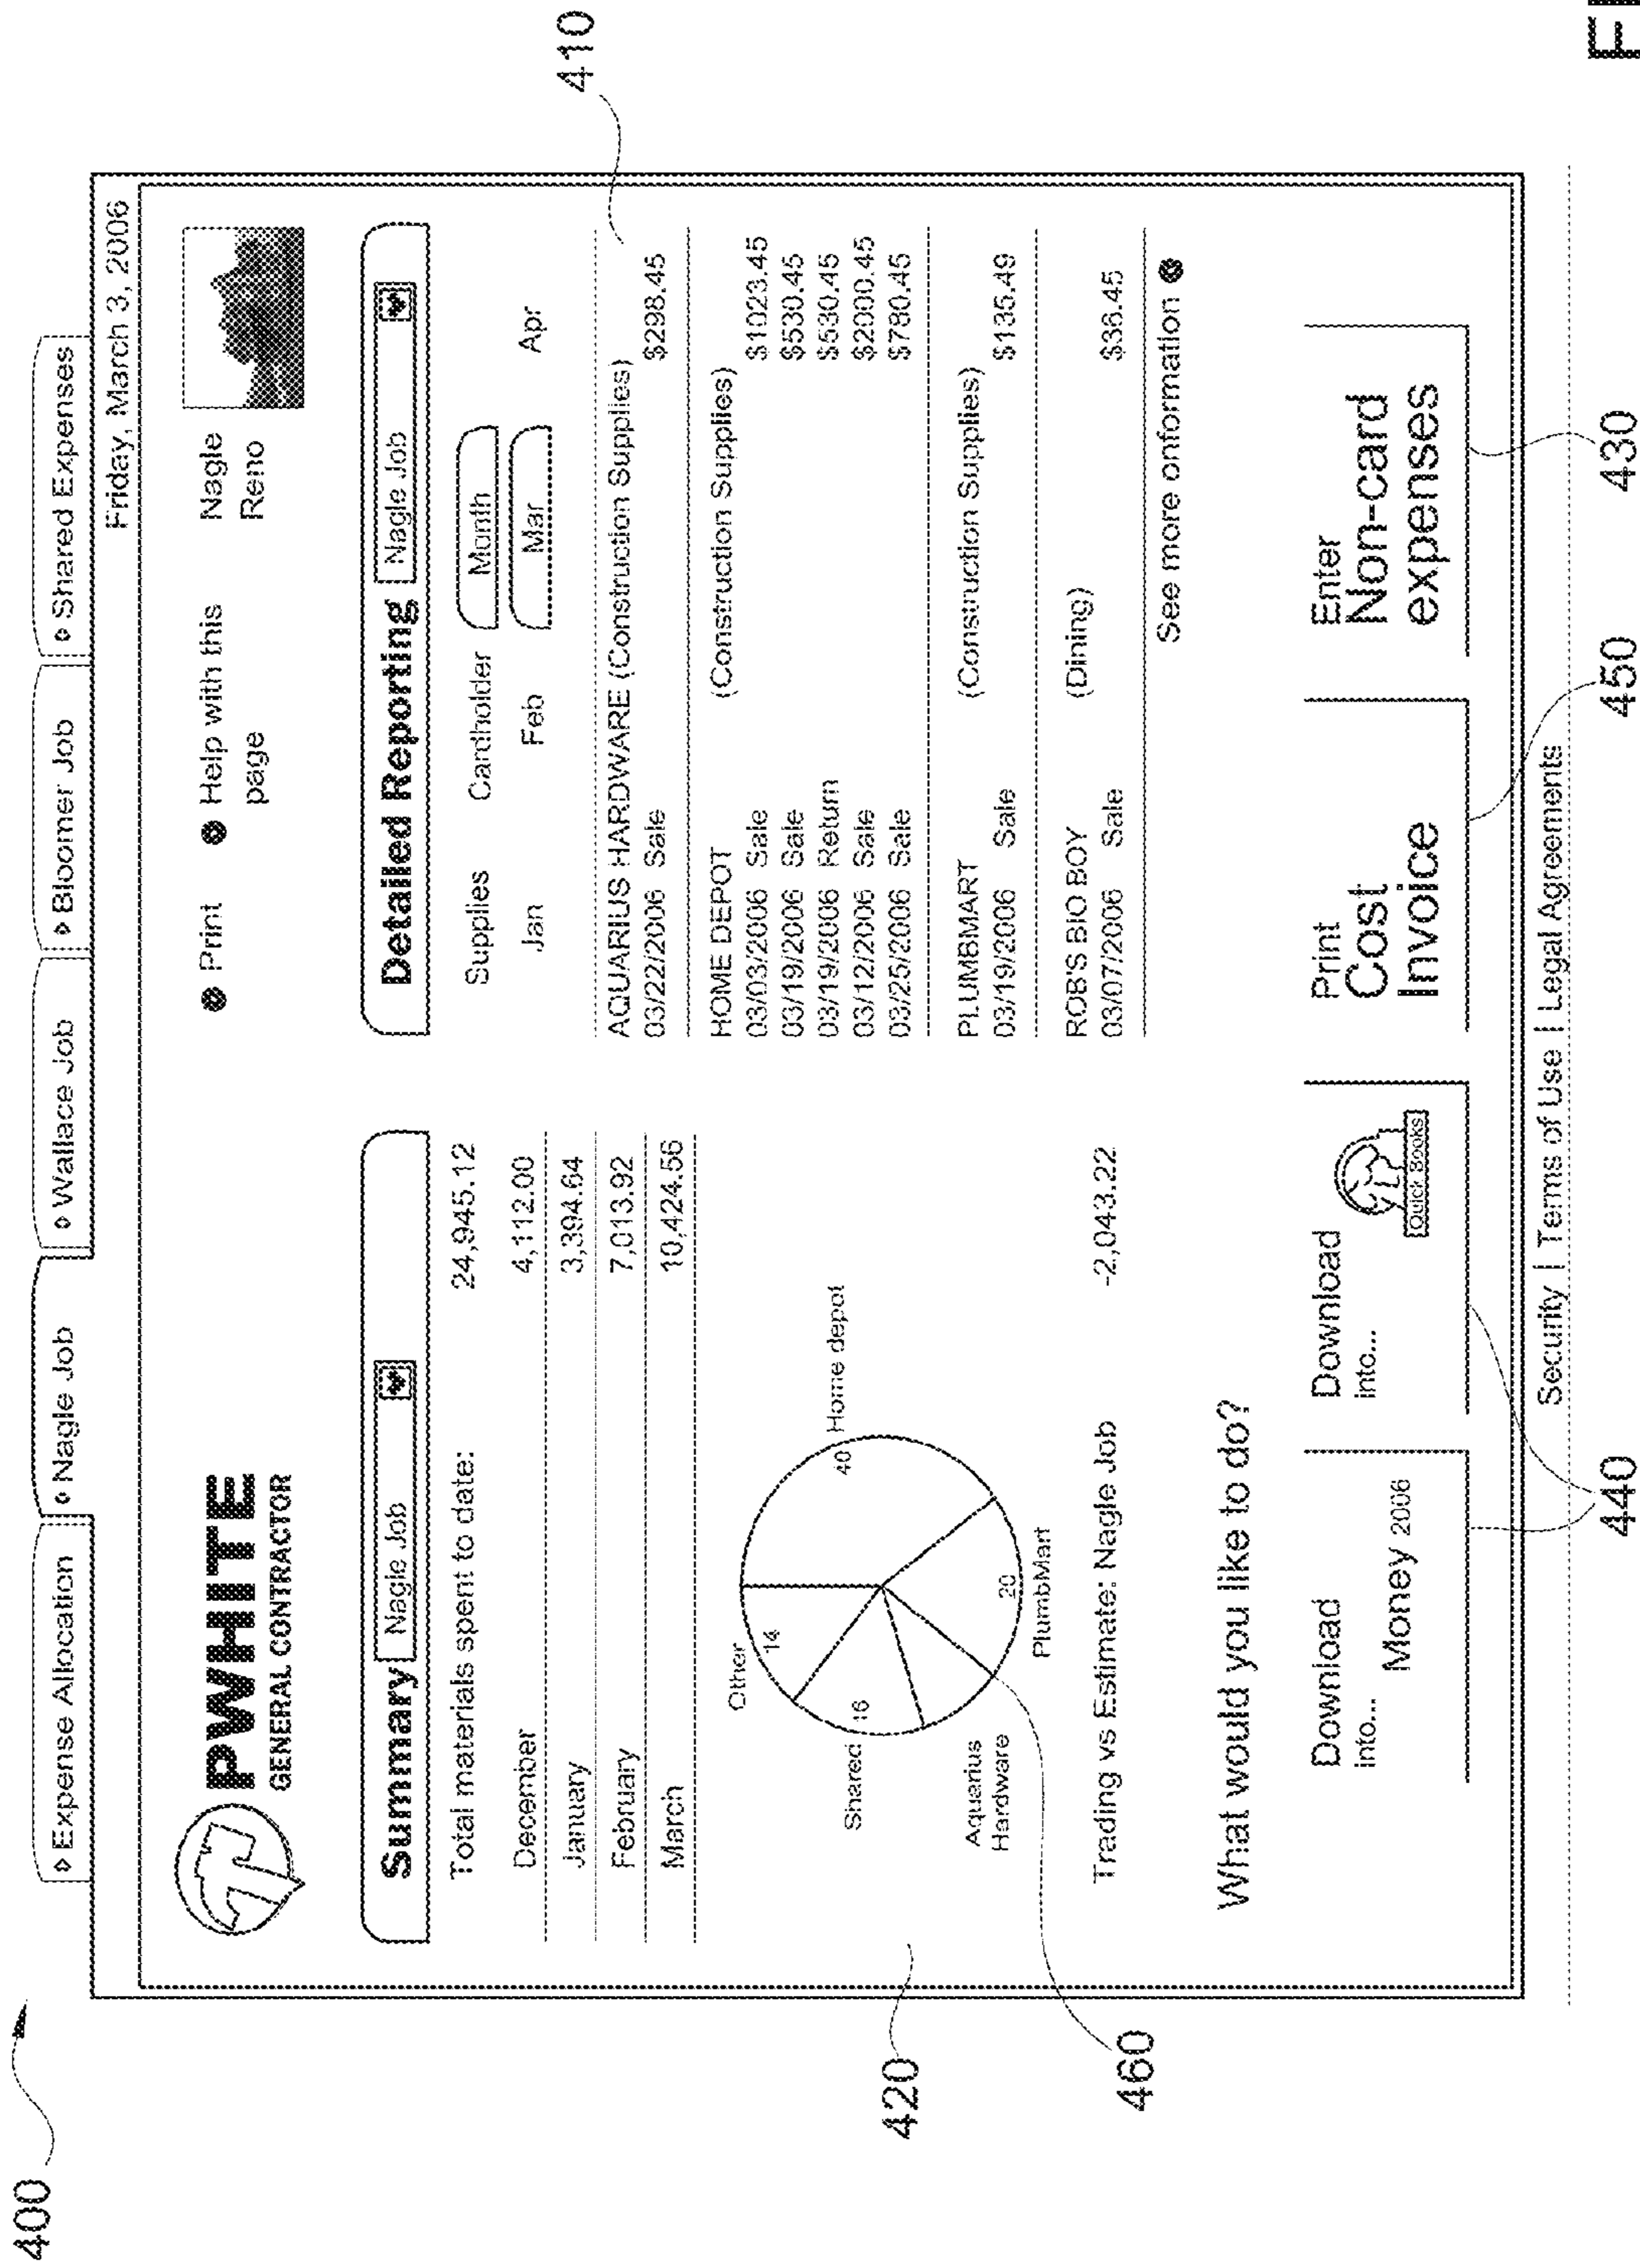 400
Expense Allocation
Nagle Job
Wallace Job
Bloomer Job
Shared Expenses
Friday, March 3, 2006
PWHITE
GENERAL CONTRACTOR
Print
Help with this
page
Nagle
Reno
Summary
Nagle Job
Total materials spent to date: 24,945.12
December 4,112.00
January 3,394.64
February 7,013.92
March 10,424.56
Other
14
40
Home depot
Shared
16
20
PlumbMart
Aquarius
Hardware
Trading vs Estimate: Nagle Job -2,043.22
420
460
Detailed Reporting
Nagle Job
Supplies Cardholder Month
Jan Feb Mar Apr
410
AQUARIUS HARDWARE (Construction Supplies)
03/22/2006 Sale $298.45
HOME DEPOT (Construction Supplies)
03/03/2006 Sale $1023.45
03/19/2006 Sale $530.45
03/19/2006 Return $530.45
03/12/2006 Sale $2000.45
03/25/2006 Sale $780.45
PLUMBMART (Construction Supplies)
03/19/2006 Sale $135.49
ROB'S BIO BOY (Dining)
03/07/2006 Sale $36.45
See more onformation
What would you like to do?
Download
into...
Money 2006
Download
into...
Quick Books
Print
Cost
Invoice
Enter
Non-card
expenses
Security | Terms of Use | Legal Agreements
440
450
430